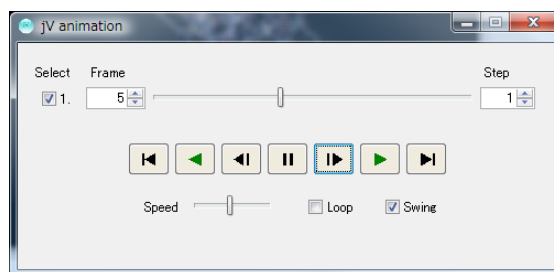 jV animation
Select Frame Step
1. 5 1
Speed Loop Swing